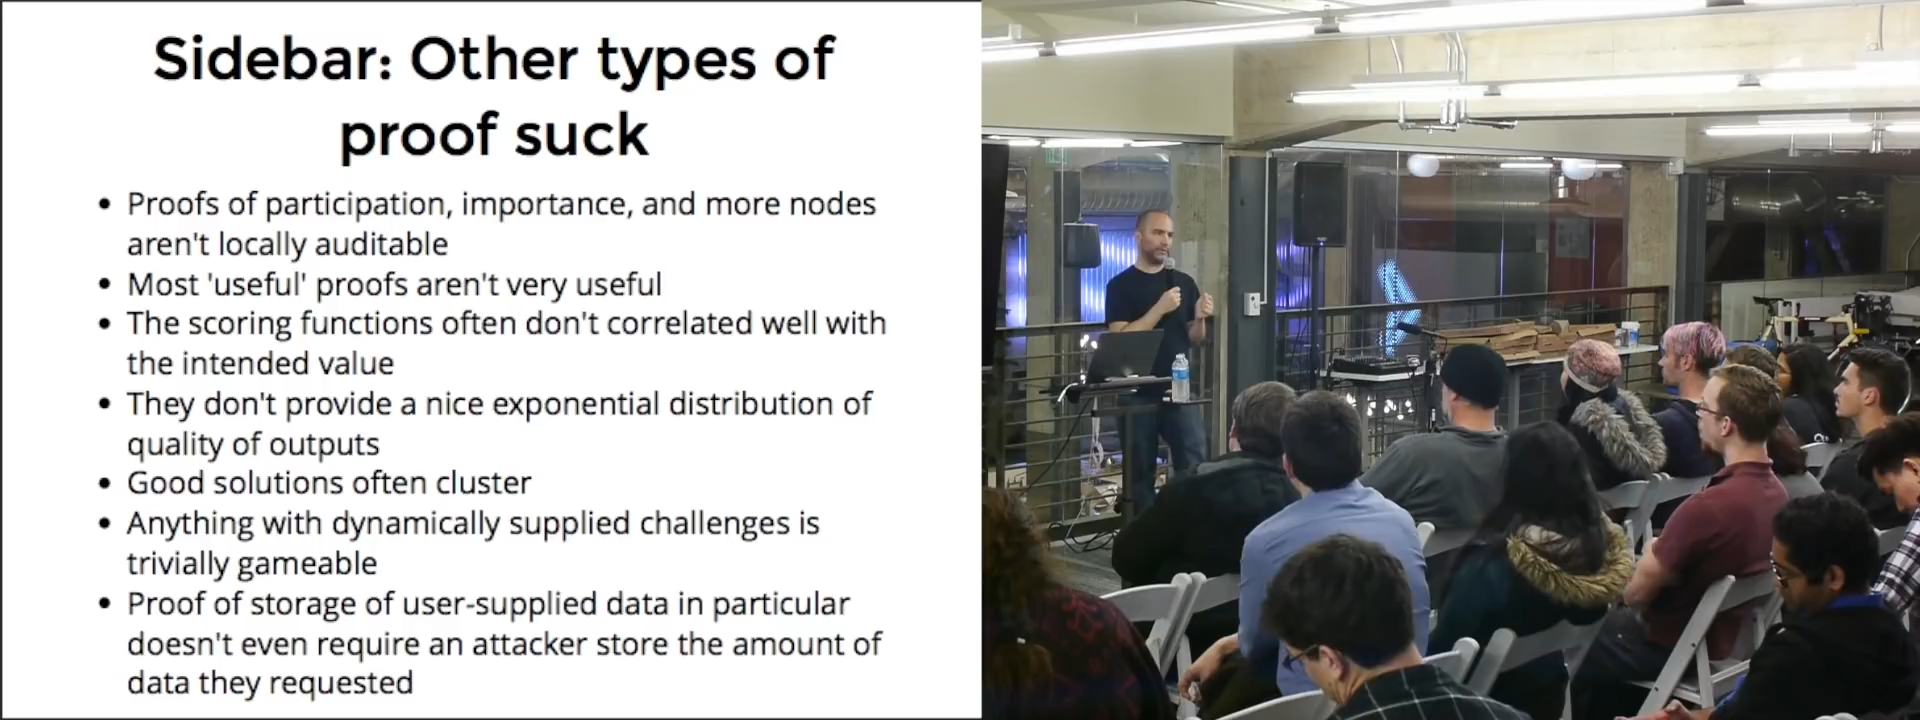 Sidebar: Other types of
proof suck
• Proofs of participation, importance, and more nodes
aren't locally auditable
• Most 'useful' proofs aren't very useful
• The scoring functions often don't correlated well with
the intended value
• They don't provide a nice exponential distribution of
quality of outputs
• Good solutions often cluster
• Anything with dynamically supplied challenges is
trivially gameable
• Proof of storage of user-supplied data in particular
doesn't even require an attacker store the amount of
data they requested